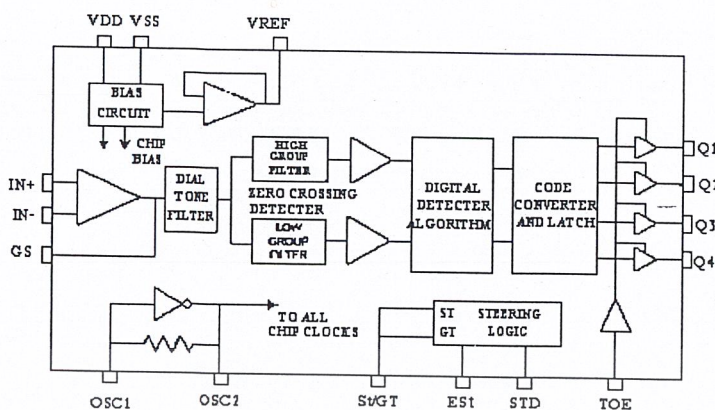 VDD VSS VREF
BIAS
CIRCUIT
CHIP
BIAS
HIGH
GROUP
FILTER
Q1
IN+
DIAL
TONE
FILTER
ZERO CROSSING
DETECTER
DIGITAL
DETECTER
ALGORITHM
CODE
CONVERTER
AND LATCH
Q2
IN-
LOW
GROUP
FILTER
Q3
GS
Q4
TO ALL
CHIP CLOCKS
ST
GT
STEERING
LOGIC
OSC1 OSC2 St/GT ESt STD TOE